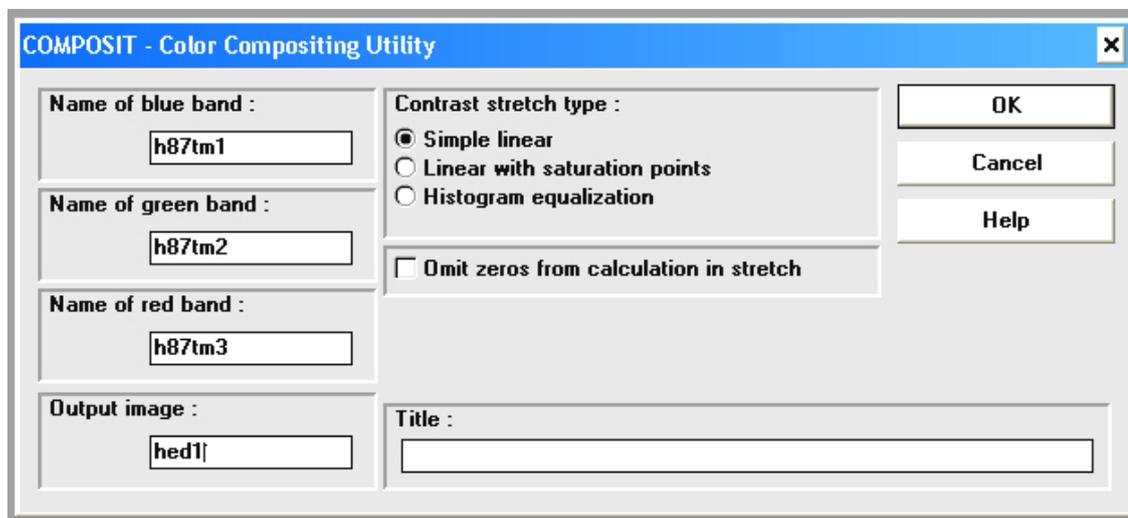 COMPOSIT - Color Compositing Utility
Name of blue band :
h87tm1
Name of green band :
h87tm2
Name of red band :
h87tm3
Output image :
hed1
Contrast stretch type :
Simple linear
Linear with saturation points
Histogram equalization
Omit zeros from calculation in stretch
Title :
OK
Cancel
Help